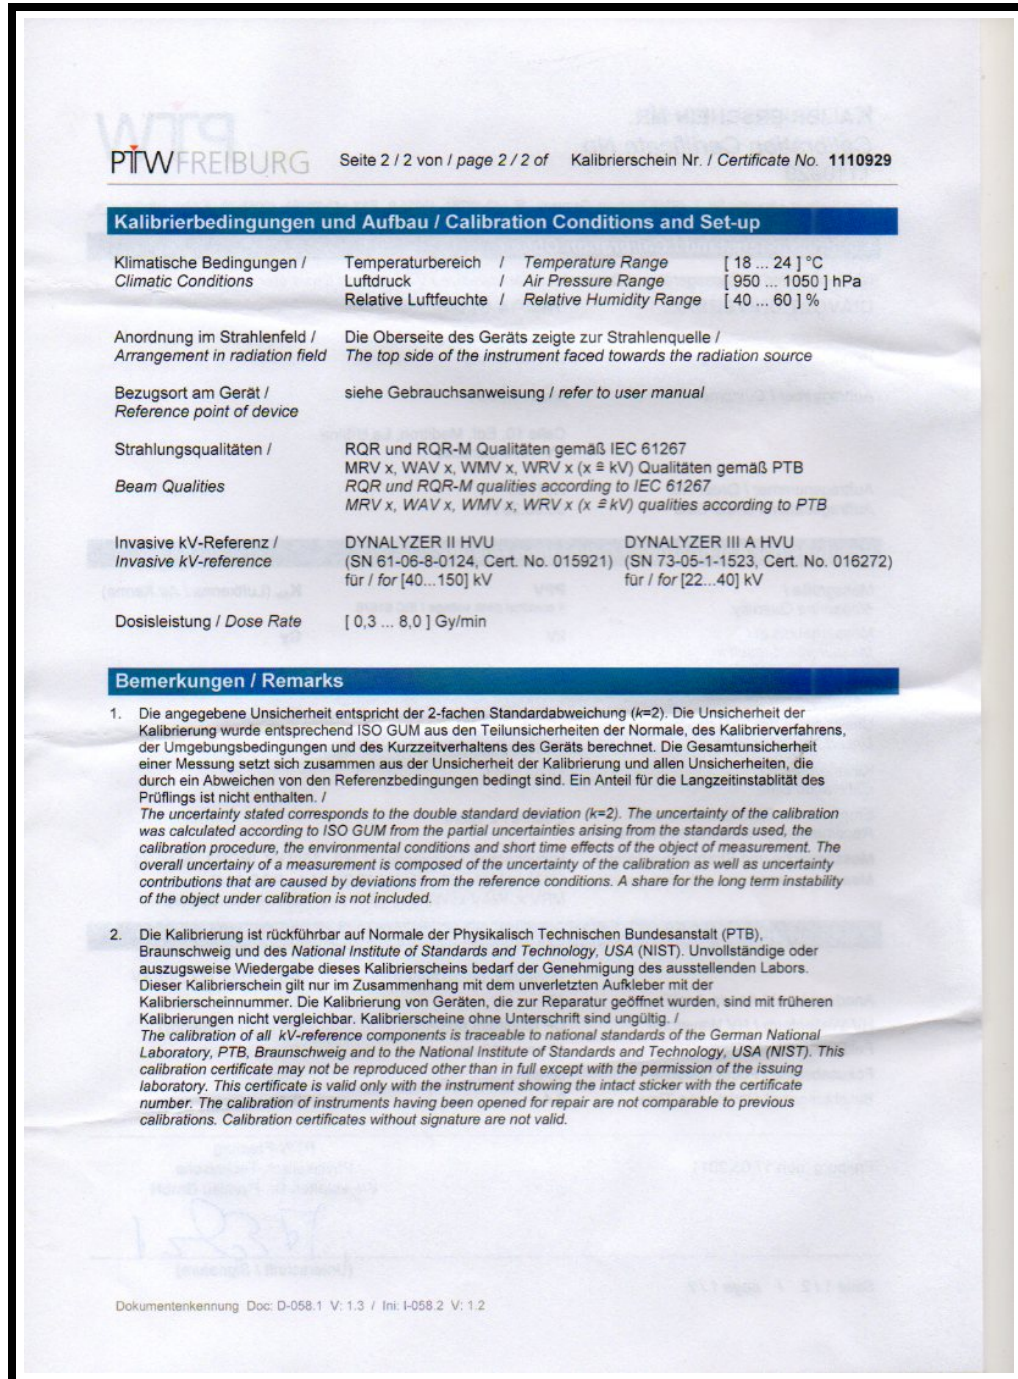 PTW FREIBURG Seite 2 / 2 von / page 2 / 2 of Kalibrierschein Nr. / Certificate No. 1110929
Kalibrierbedingungen und Aufbau / Calibration Conditions and Set-up
Klimatische Bedingungen / Temperaturbereich / Temperature Range [ 18 ... 24 ] °C
Climatic Conditions Luftdruck / Air Pressure Range [ 950 ... 1050 ] hPa
Relative Luftfeuchte / Relative Humidity Range [ 40 ... 60 ] %
Anordnung im Strahlenfeld / Die Oberseite des Geräts zeigte zur Strahlenquelle /
Arrangement in radiation field The top side of the instrument faced towards the radiation source
Bezugsort am Gerät / siehe Gebrauchsanweisung / refer to user manual
Reference point of device
Strahlungsqualitäten / RQR und RQR-M Qualitäten gemäß IEC 61267
MRV x, WAV x, WMV x, WRV x (x ≙ kV) Qualitäten gemäß PTB
Beam Qualities RQR und RQR-M qualities according to IEC 61267
MRV x, WAV x, WMV x, WRV x (x ≙ kV) qualities according to PTB
Invasive kV-Referenz / DYNALYZER II HVU DYNALYZER III A HVU
Invasive kV-reference (SN 61-06-8-0124, Cert. No. 015921) (SN 73-05-1-1523, Cert. No. 016272)
für / for [40...150] kV für / for [22...40] kV
Dosisleistung / Dose Rate [ 0,3 ... 8,0 ] Gy/min
Bemerkungen / Remarks
1. Die angegebene Unsicherheit entspricht der 2-fachen Standardabweichung (k=2). Die Unsicherheit der
Kalibrierung wurde entsprechend ISO GUM aus den Teilunsicherheiten der Normale, des Kalibrierverfahrens,
der Umgebungsbedingungen und des Kurzzeitverhaltens des Geräts berechnet. Die Gesamtunsicherheit
einer Messung setzt sich zusammen aus der Unsicherheit der Kalibrierung und allen Unsicherheiten, die
durch ein Abweichen von den Referenzbedingungen bedingt sind. Ein Anteil für die Langzeitinstablität des
Prüflings ist nicht enthalten. /
The uncertainty stated corresponds to the double standard deviation (k=2). The uncertainty of the calibration
was calculated according to ISO GUM from the partial uncertainties arising from the standards used, the
calibration procedure, the environmental conditions and short time effects of the object of measurement. The
overall uncertainy of a measurement is composed of the uncertainty of the calibration as well as uncertainty
contributions that are caused by deviations from the reference conditions. A share for the long term instability
of the object under calibration is not included.
2. Die Kalibrierung ist rückführbar auf Normale der Physikalisch Technischen Bundesanstalt (PTB),
Braunschweig und des National Institute of Standards and Technology, USA (NIST). Unvollständige oder
auszugsweise Wiedergabe dieses Kalibrierscheins bedarf der Genehmigung des ausstellenden Labors.
Dieser Kalibrierschein gilt nur im Zusammenhang mit dem unverletzten Aufkleber mit der
Kalibrierscheinnummer. Die Kalibrierung von Geräten, die zur Reparatur geöffnet wurden, sind mit früheren
Kalibrierungen nicht vergleichbar. Kalibrierscheine ohne Unterschrift sind ungültig. /
The calibration of all kV-reference components is traceable to national standards of the German National
Laboratory, PTB, Braunschweig and to the National Institute of Standards and Technology, USA (NIST). This
calibration certificate may not be reproduced other than in full except with the permission of the issuing
laboratory. This certificate is valid only with the instrument showing the intact sticker with the certificate
number. The calibration of instruments having been opened for repair are not comparable to previous
calibrations. Calibration certificates without signature are not valid.
Dokumentenkennung Doc: D-058.1 V: 1.3 / Ini: I-058.2 V: 1.2